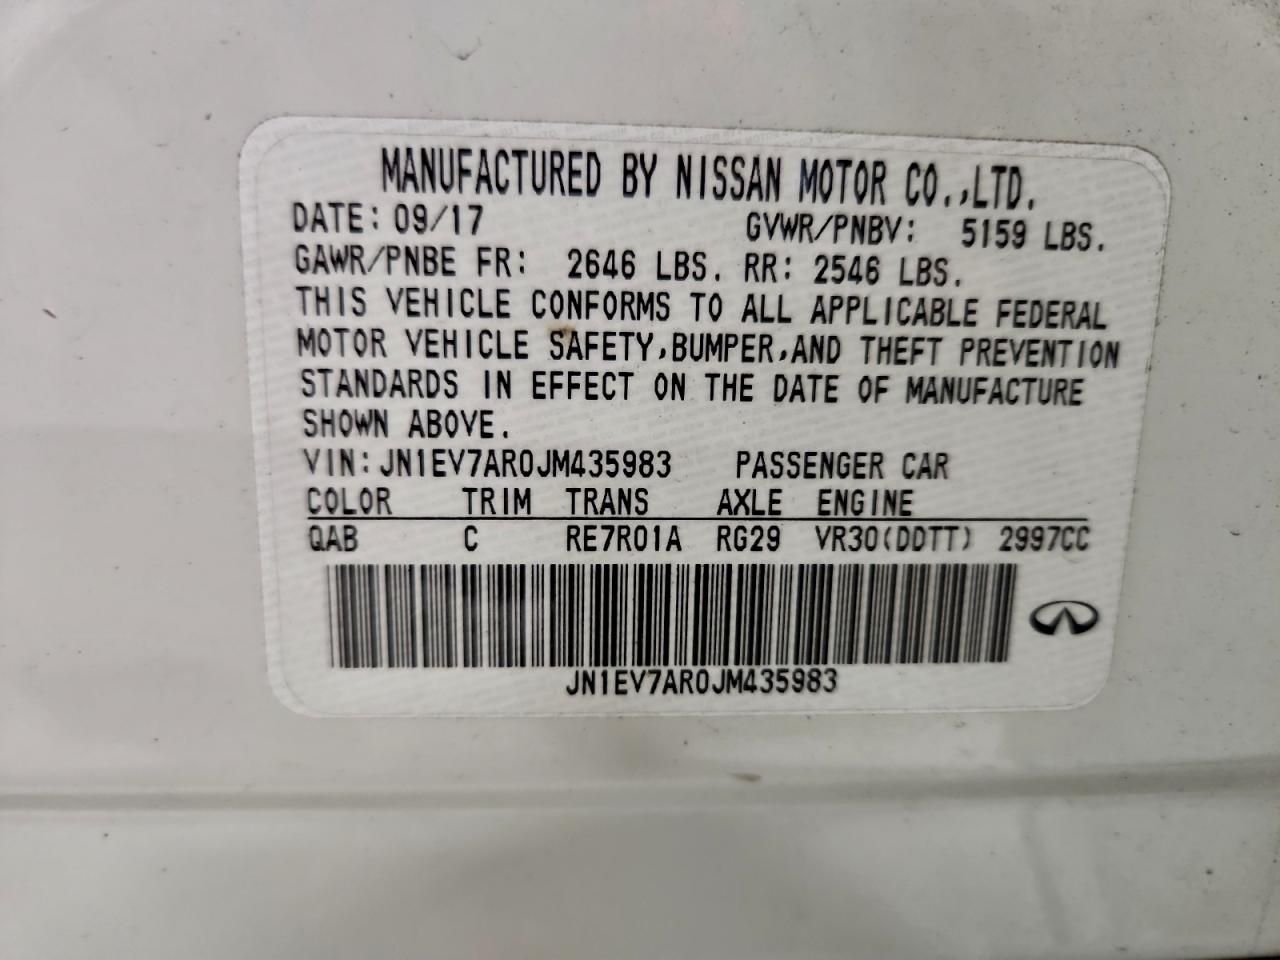 MANUFACTURED BY NISSAN MOTOR CO.,LTD.
DATE: 09/17 GVWR/PNBV: 5159 LBS.
GAWR/PNBE FR: 2646 LBS. RR: 2546 LBS.
THIS VEHICLE CONFORMS TO ALL APPLICABLE FEDERAL
MOTOR VEHICLE SAFETY,BUMPER,AND THEFT PREVENTION
STANDARDS IN EFFECT ON THE DATE OF MANUFACTURE
SHOWN ABOVE.
VIN: JN1EV7AR0JM435983 PASSENGER CAR
COLOR TRIM TRANS AXLE ENGINE
QAB C RE7R01A RG29 VR30(DDTT) 2997CC
JN1EV7AR0JM435983